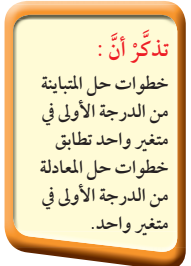 تذكَّرْ أنَّ :
خطوات حل المتباينة
من الدرجة الأولى في
متغير واحد تطابق
خطوات حل المعادلة
من الدرجة الأولى في
متغير واحد.